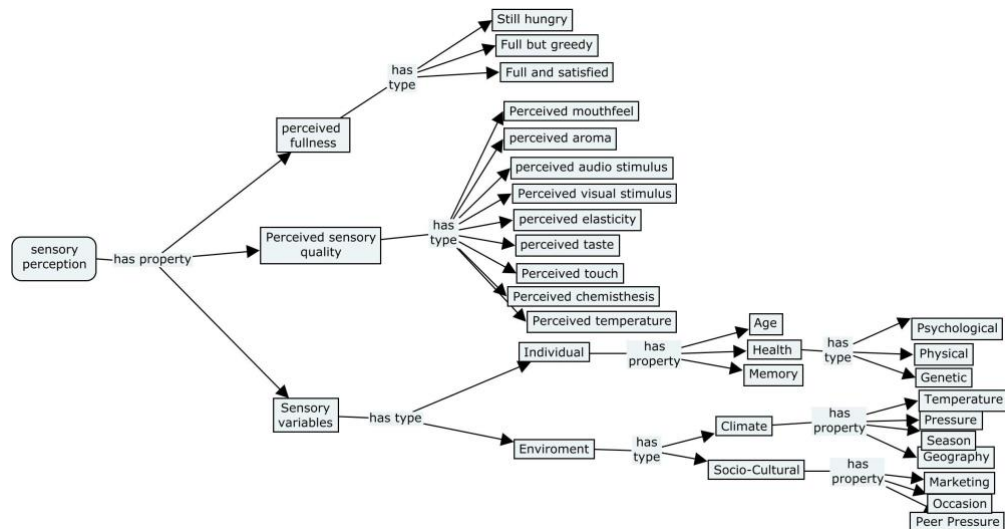 sensory
perception
has property
perceived
fullness
has
type
Still hungry
Full but greedy
Full and satisfied
Perceived sensory
quality
has
type
Perceived mouthfeel
perceived aroma
perceived audio stimulus
Perceived visual stimulus
perceived elasticity
perceived taste
Perceived touch
Perceived chemisthesis
Perceived temperature
Sensory
variables
has type
Individual
has
property
Age
Health
Memory
has
type
Psychological
Physical
Genetic
Enviroment
has
type
Climate
has
property
Temperature
Pressure
Season
Geography
Socio-Cultural
has
property
Marketing
Occasion
Peer Pressure